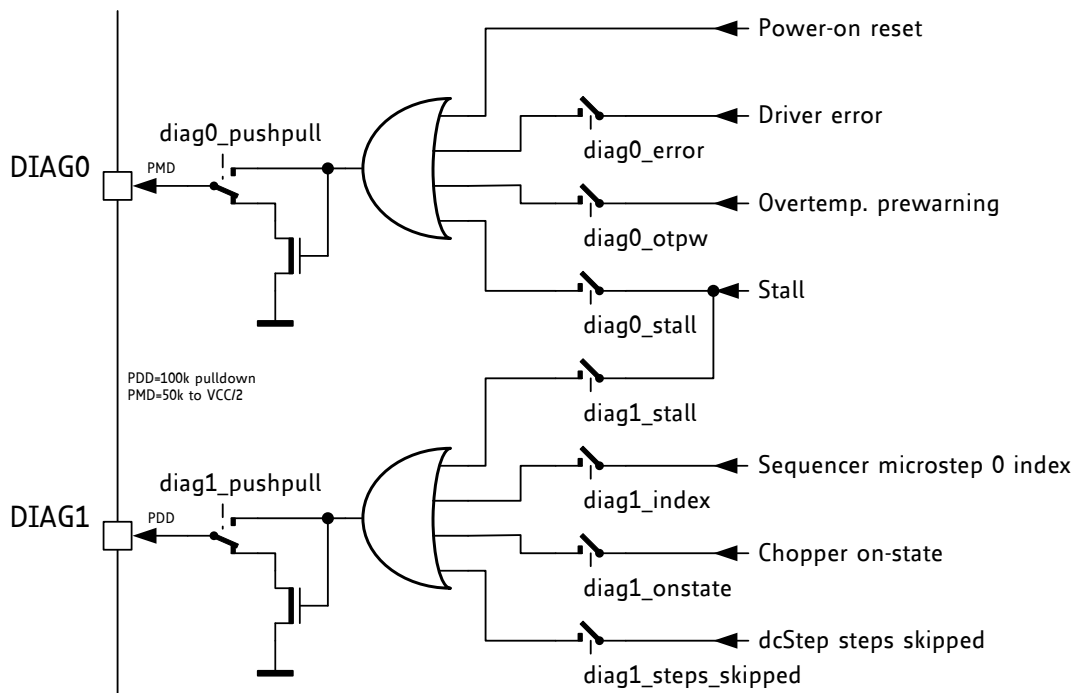 Power-on reset
Driver error
diag0_pushpull
diag0_error
DIAG0
PMD
Overtemp. prewarning
diag0_otpw
Stall
diag0_stall
PDD=100k pulldown
PMD=50k to VCC/2
diag1_stall
Sequencer microstep 0 index
diag1_pushpull
diag1_index
DIAG1
PDD
Chopper on-state
diag1_onstate
dcStep steps skipped
diag1_steps_skipped